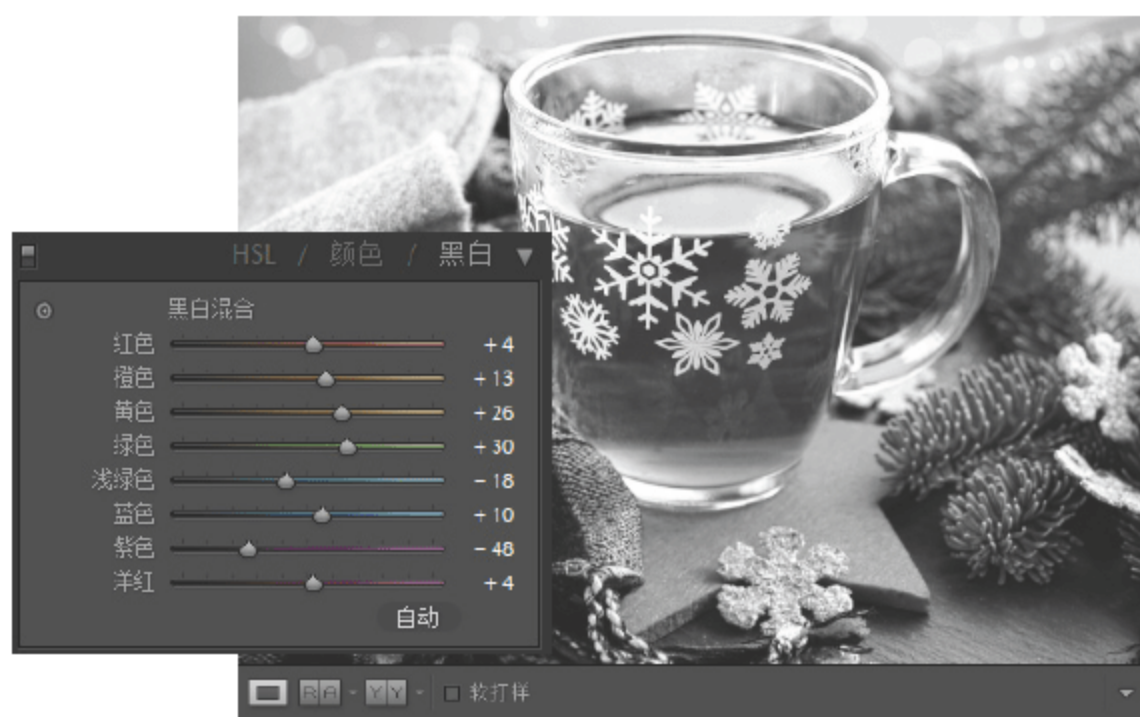 HSL / 颜色 / 黑白
黑白混合
红色 +4
橙色 +13
黄色 +26
绿色 +30
浅绿色 -18
蓝色 +10
紫色 -48
洋红 +4
自动
RA YY 软打样